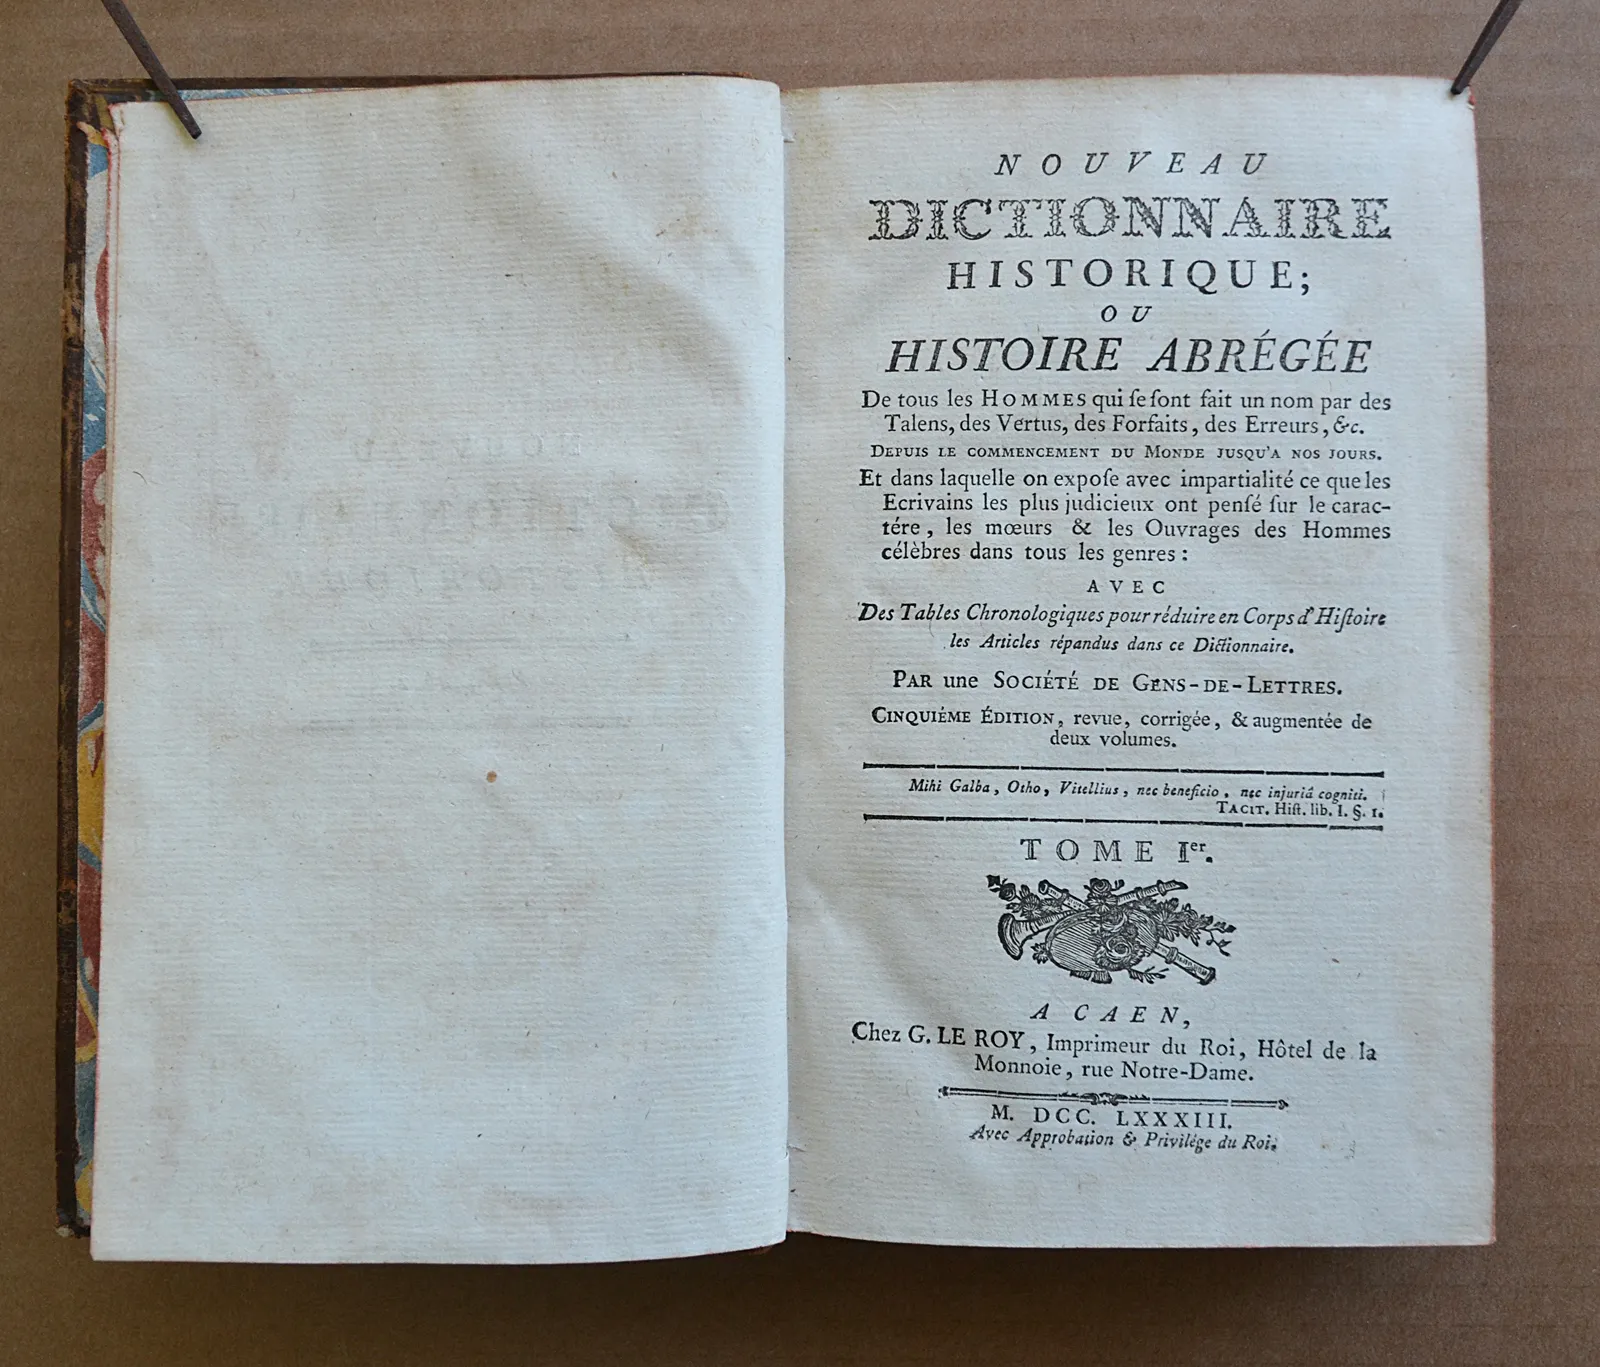 NOUVEAU
DICTIONNAIRE
HISTORIQUE;
OU
HISTOIRE ABRÉGÉE
De tous les HOMMES qui ſe ſont fait un nom par des
Talens, des Vertus, des Forfaits, des Erreurs, &c.
DEPUIS LE COMMENCEMENT DU MONDE JUSQU'A NOS JOURS.
Et dans laquelle on expoſe avec impartialité ce que les
Ecrivains les plus judicieux ont penſé ſur le carac-
tére, les mœurs & les Ouvrages des Hommes
célèbres dans tous les genres:
AVEC
Des Tables Chronologiques pour réduire en Corps d'Hiſtoire
les Articles répandus dans ce Dictionnaire.
PAR une SOCIÉTÉ DE GENS-DE-LETTRES.
CINQUIÉME ÉDITION, revue, corrigée, & augmentée de
deux volumes.
Mihi Galba, Otho, Vitellius, nec beneficio, nec injuriâ cogniti.
TACIT. Hiſt. lib. I. §. 1.
TOME Ier.
A CAEN,
Chez G. LE ROY, Imprimeur du Roi, Hôtel de la
Monnoie, rue Notre-Dame.
M. DCC. LXXXIII.
Avec Approbation & Privilége du Roi.